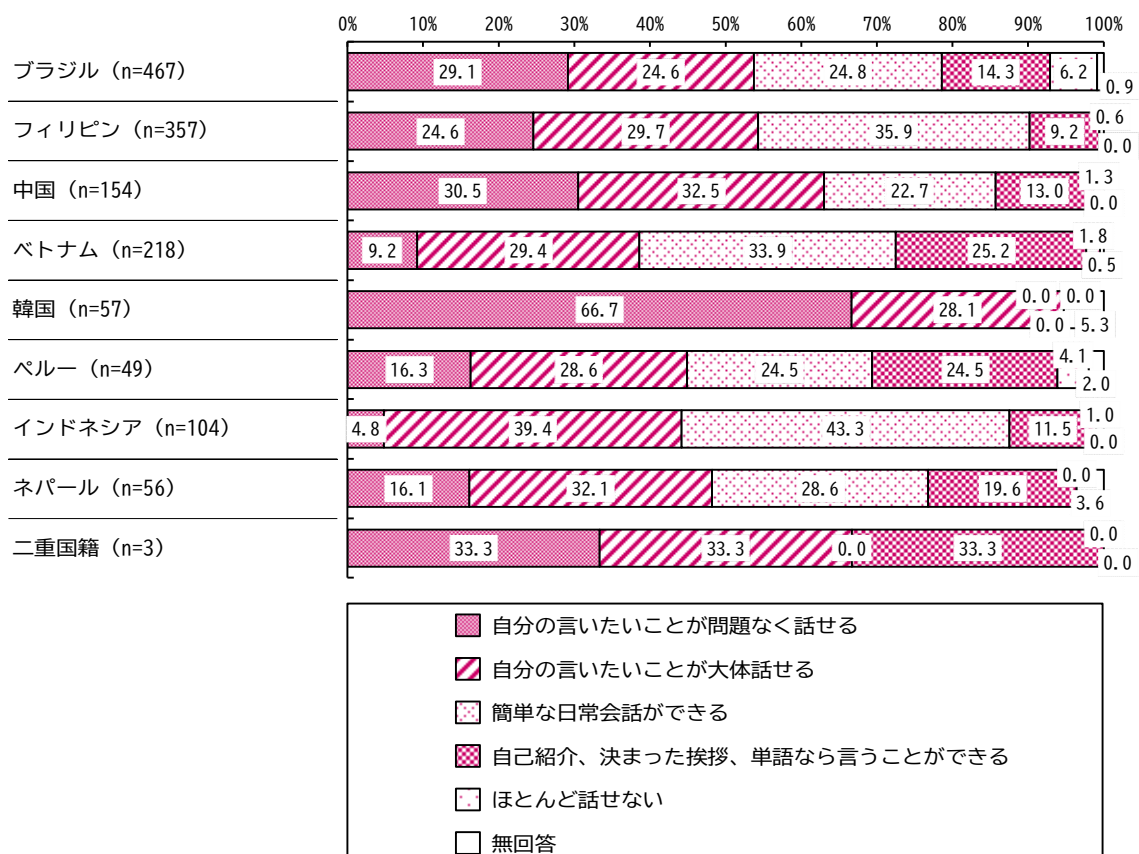 0% 10% 20% 30% 40% 50% 60% 70% 80% 90% 100%
ブラジル (n=467) 29.1 24.6 24.8 14.3 6.2 0.9
フィリピン (n=357) 24.6 29.7 35.9 9.2 0.6 0.0
中国 (n=154) 30.5 32.5 22.7 13.0 1.3 0.0
ベトナム (n=218) 9.2 29.4 33.9 25.2 1.8 0.5
韓国 (n=57) 66.7 28.1 0.0 0.0 0.0 5.3
ペルー (n=49) 16.3 28.6 24.5 24.5 4.1 2.0
インドネシア (n=104) 4.8 39.4 43.3 11.5 1.0 0.0
ネパール (n=56) 16.1 32.1 28.6 19.6 0.0 3.6
二重国籍 (n=3) 33.3 33.3 0.0 33.3 0.0 0.0
自分の言いたいことが問題なく話せる
自分の言いたいことが大体話せる
簡単な日常会話ができる
自己紹介、決まった挨拶、単語なら言うことができる
ほとんど話せない
無回答